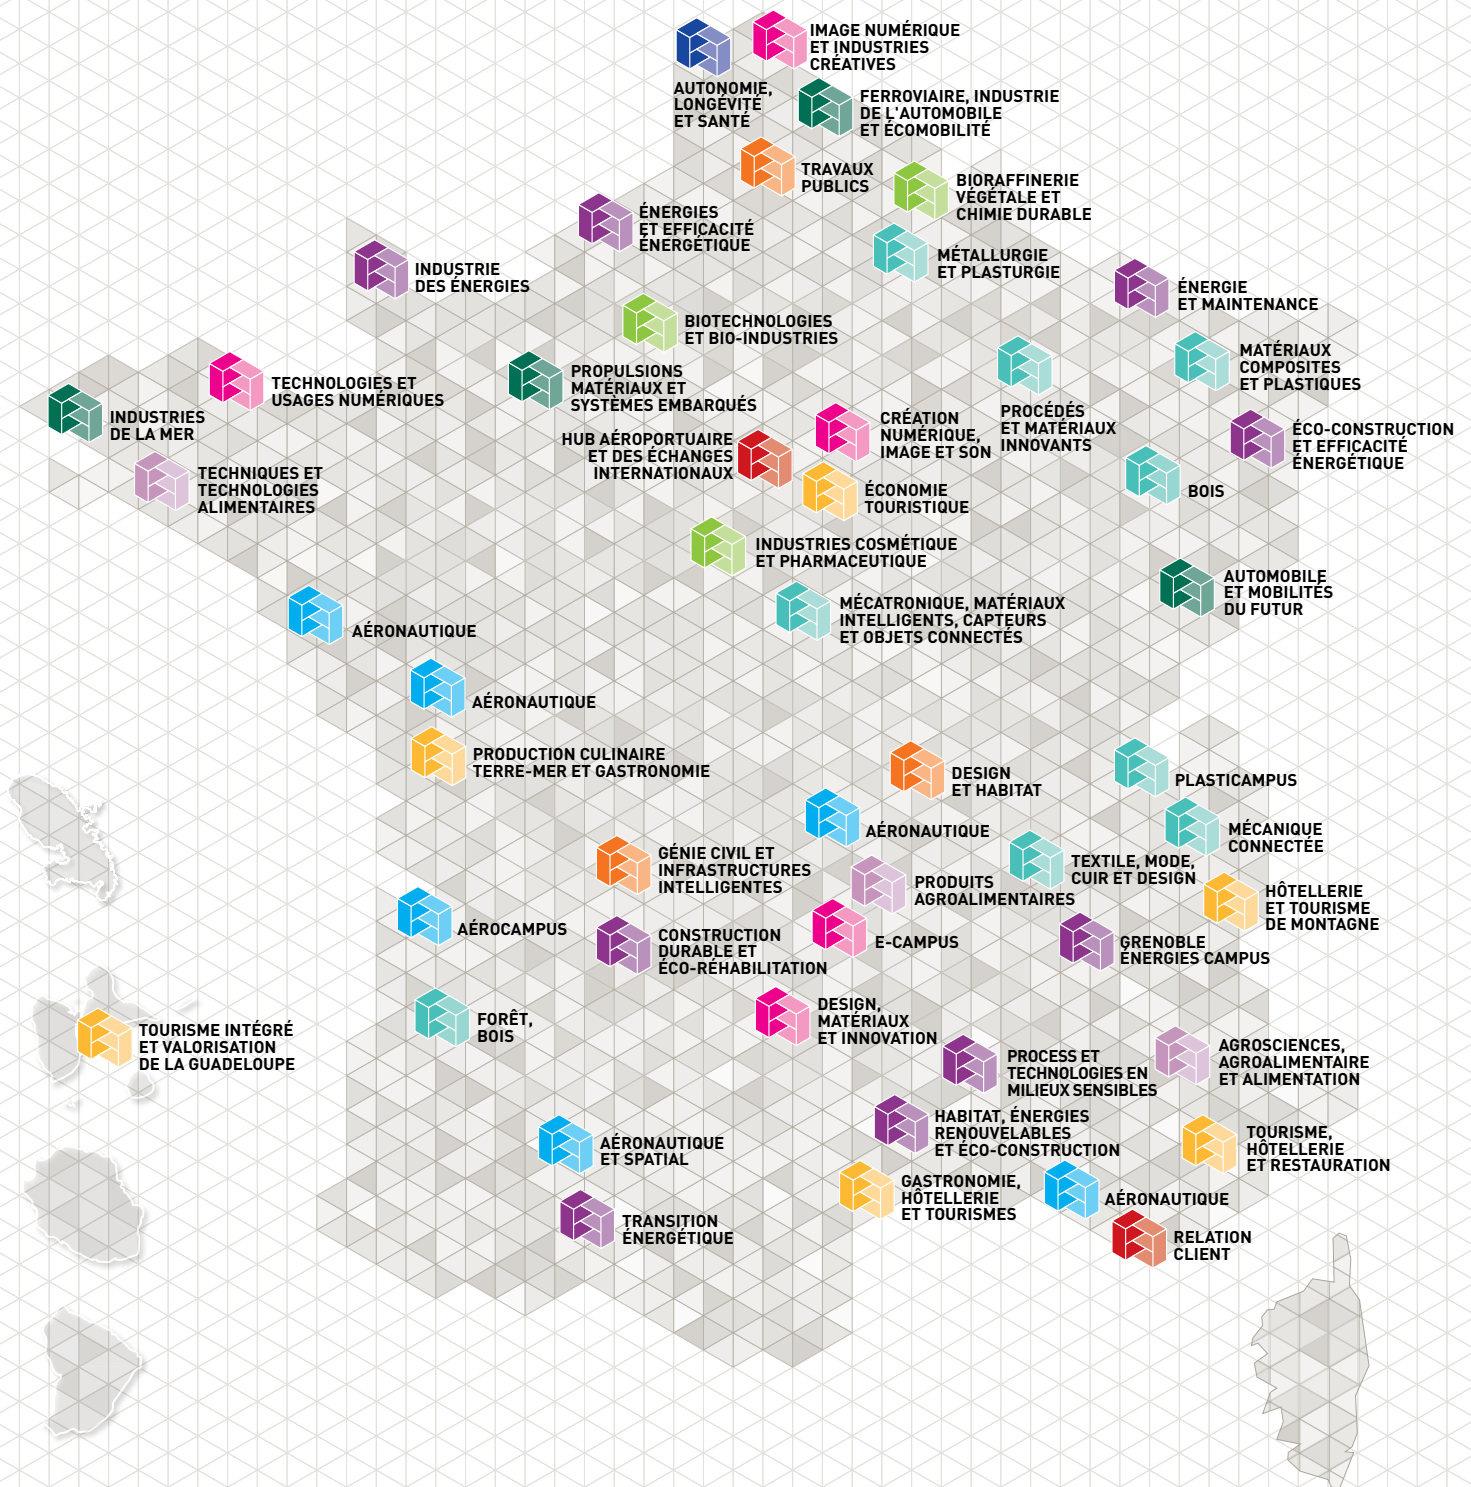 IMAGE NUMÉRIQUE
ET INDUSTRIES
CRÉATIVES
AUTONOMIE,
LONGÉVITÉ
ET SANTÉ
FERROVIAIRE, INDUSTRIE
DE L'AUTOMOBILE
ET ÉCOMOBILITÉ
TRAVAUX
PUBLICS
BIORAFFINERIE
VÉGÉTALE ET
CHIMIE DURABLE
ÉNERGIES
ET EFFICACITÉ
ÉNERGÉTIQUE
MÉTALLURGIE
ET PLASTURGIE
INDUSTRIE
DES ÉNERGIES
ÉNERGIE
ET MAINTENANCE
BIOTECHNOLOGIES
ET BIO-INDUSTRIES
MATÉRIAUX
COMPOSITES
ET PLASTIQUES
PROPULSIONS
MATÉRIAUX ET
SYSTÈMES EMBARQUÉS
TECHNOLOGIES ET
USAGES NUMÉRIQUES
INDUSTRIES
DE LA MER
PROCÉDÉS
ET MATÉRIAUX
INNOVANTS
CRÉATION
NUMÉRIQUE,
IMAGE ET SON
ÉCO-CONSTRUCTION
ET EFFICACITÉ
ÉNERGÉTIQUE
HUB AÉROPORTUAIRE
ET DES ÉCHANGES
INTERNATIONAUX
TECHNIQUES ET
TECHNOLOGIES
ALIMENTAIRES
ÉCONOMIE
TOURISTIQUE
BOIS
INDUSTRIES COSMÉTIQUE
ET PHARMACEUTIQUE
AUTOMOBILE
ET MOBILITÉS
DU FUTUR
MÉCATRONIQUE, MATÉRIAUX
INTELLIGENTS, CAPTEURS
ET OBJETS CONNECTÉS
AÉRONAUTIQUE
AÉRONAUTIQUE
PRODUCTION CULINAIRE
TERRE-MER ET GASTRONOMIE
DESIGN
ET HABITAT
PLASTICAMPUS
AÉRONAUTIQUE
MÉCANIQUE
CONNECTÉE
GÉNIE CIVIL ET
INFRASTRUCTURES
INTELLIGENTES
TEXTILE, MODE,
CUIR ET DESIGN
PRODUITS
AGROALIMENTAIRES
HÔTELLERIE
ET TOURISME
DE MONTAGNE
AÉROCAMPUS
CONSTRUCTION
DURABLE ET
ÉCO-RÉHABILITATION
E-CAMPUS
GRENOBLE
ÉNERGIES CAMPUS
DESIGN,
MATÉRIAUX
ET INNOVATION
FORÊT,
BOIS
TOURISME INTÉGRÉ
ET VALORISATION
DE LA GUADELOUPE
PROCESS ET
TECHNOLOGIES EN
MILIEUX SENSIBLES
AGROSCIENCES,
AGROALIMENTAIRE
ET ALIMENTATION
HABITAT, ÉNERGIES
RENOUVELABLES
ET ÉCO-CONSTRUCTION
TOURISME,
HÔTELLERIE
ET RESTAURATION
AÉRONAUTIQUE
ET SPATIAL
GASTRONOMIE,
HÔTELLERIE
ET TOURISMES
AÉRONAUTIQUE
TRANSITION
ÉNERGÉTIQUE
RELATION
CLIENT